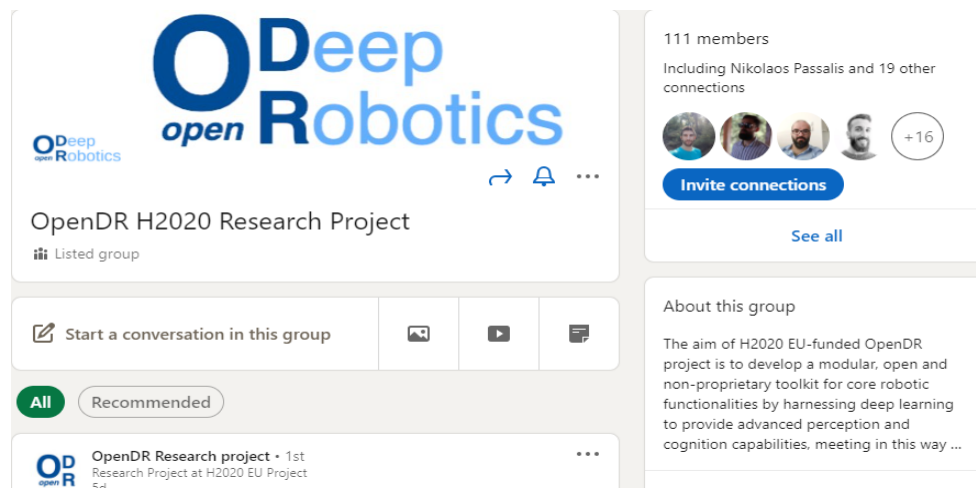 ODeep
open Robotics
ODeep
open Robotics
OpenDR H2020 Research Project
Listed group
Start a conversation in this group
All
Recommended
OD
open R
OpenDR Research project • 1st
Research Project at H2020 EU Project
5d
111 members
Including Nikolaos Passalis and 19 other
connections
+16
Invite connections
See all
About this group
The aim of H2020 EU-funded OpenDR
project is to develop a modular, open and
non-proprietary toolkit for core robotic
functionalities by harnessing deep learning
to provide advanced perception and
cognition capabilities, meeting in this way ...